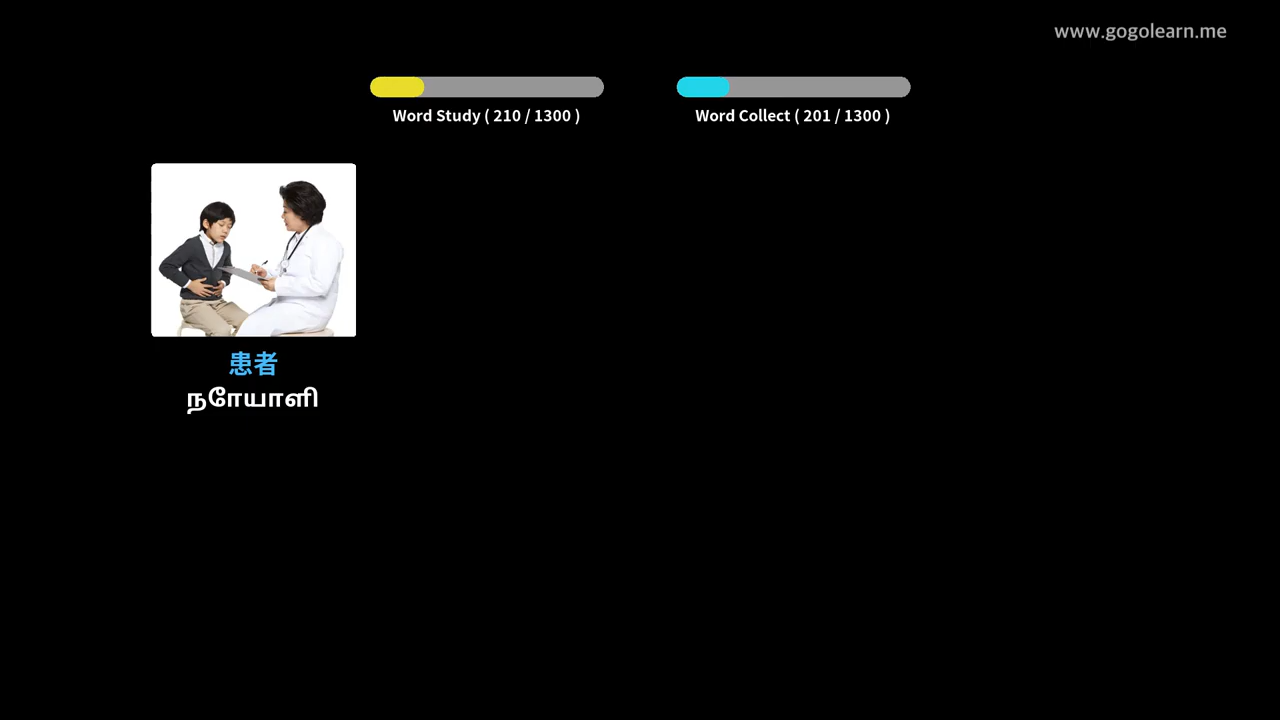 www.gogolearn.me
Word Study ( 210 / 1300 )
Word Collect ( 201 / 1300 )
患者
நோயாளி